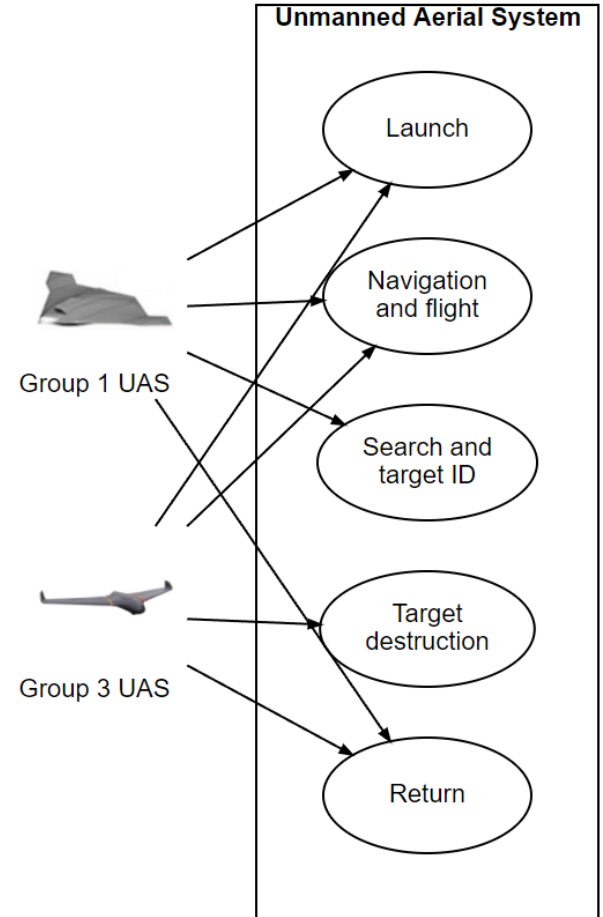 Unmanned Aerial System
Launch
Navigation
and flight
Group 1 UAS
Search and
target ID
Target
destruction
Group 3 UAS
Return